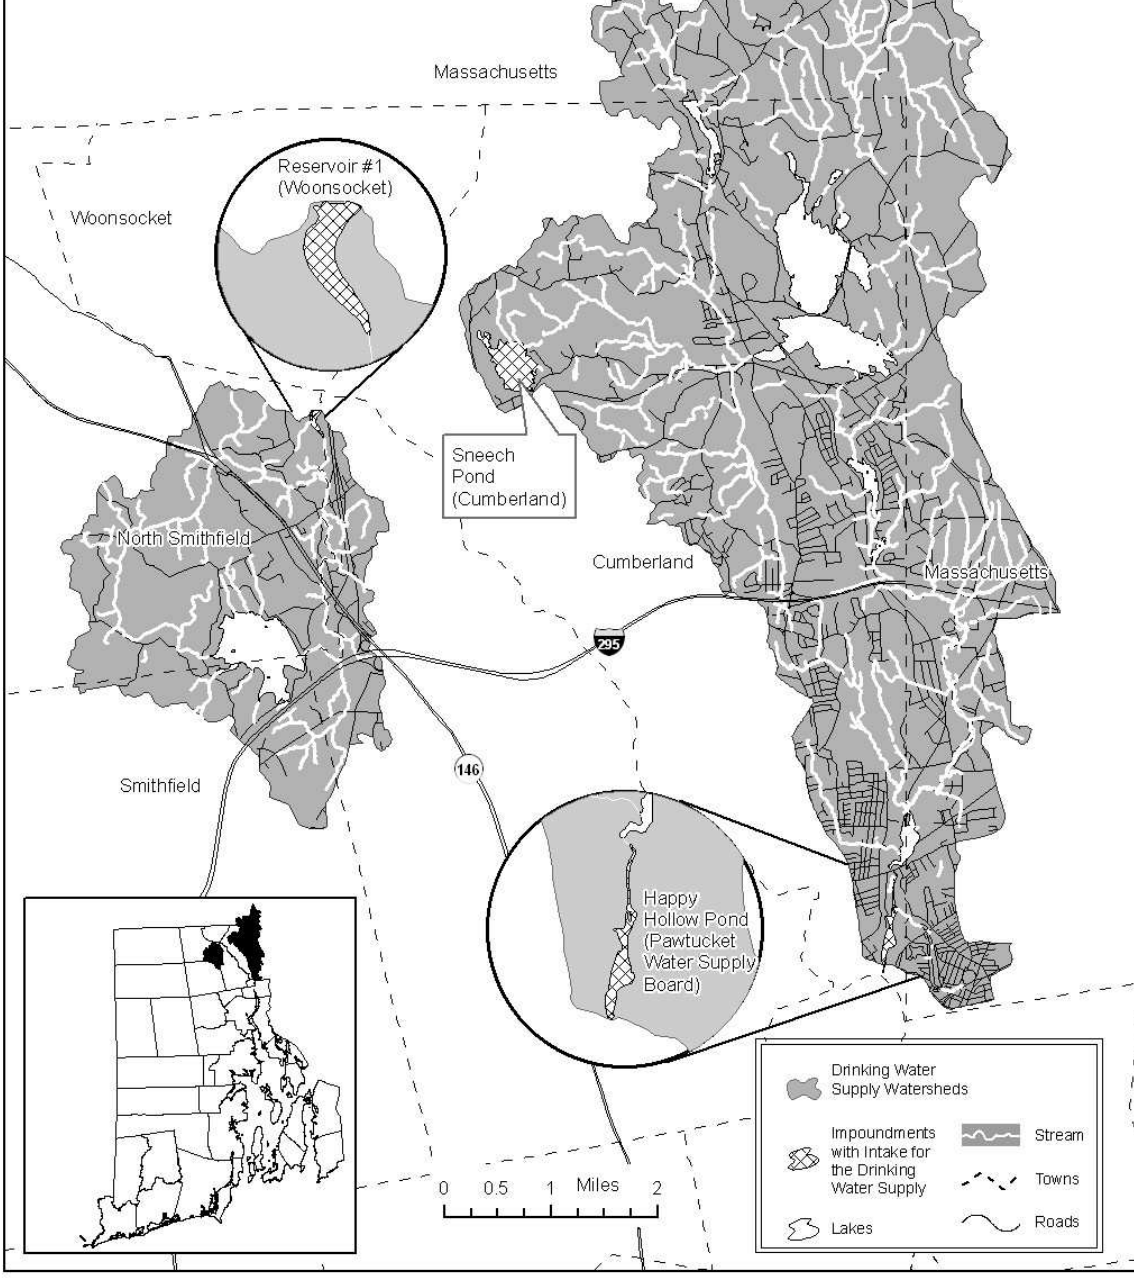 Massachusetts
Reservoir #1
(Woonsocket)
Woonsocket
Sneech
Pond
(Cumberland)
North Smithfield
Cumberland
Massachusetts
295
146
Smithfield
Happy
Hollow Pond
(Pawtucket
Water Supply
Board)
Drinking Water
Supply Watersheds
Impoundments
with Intake for
the Drinking
Water Supply
Lakes
Stream
Towns
Roads
0 0.5 1 Miles 2